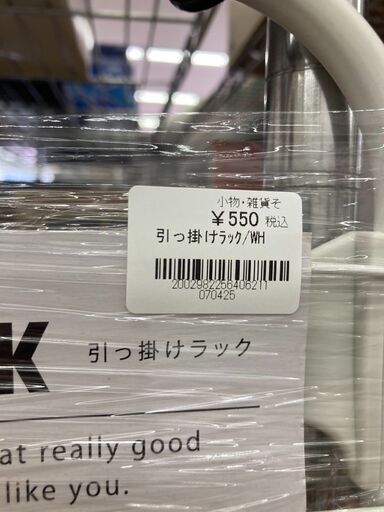 小物・雑貨そ
¥550 税込
引っ掛けラック/WH
2002982256406211
070425
K 引っ掛けラック
at really good
like you.